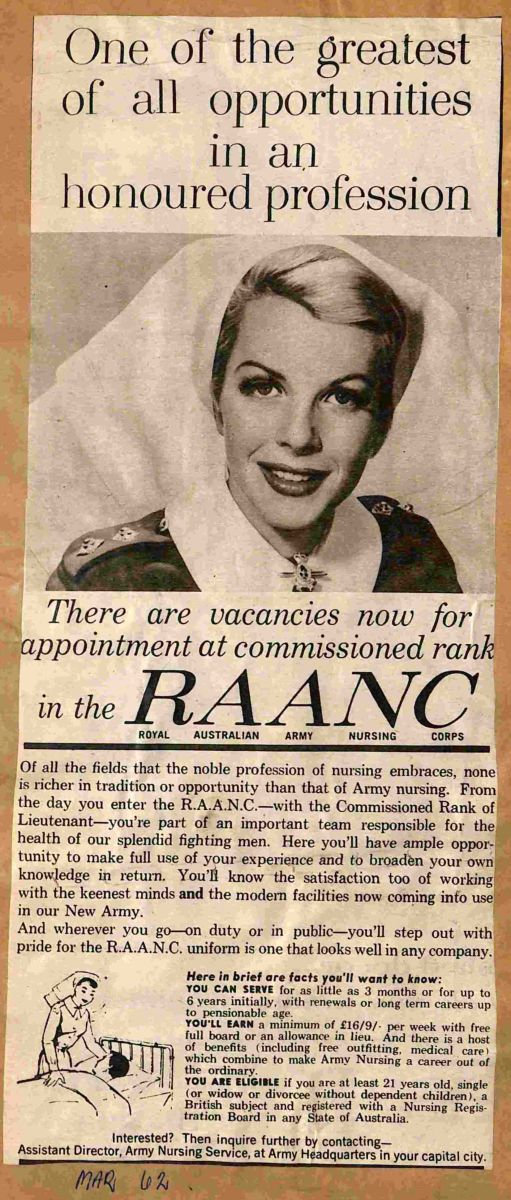 One of the greatest
of all opportunities
in an
honoured profession
There are vacancies now for
appointment at commissioned rank
in the RAANC
ROYAL AUSTRALIAN ARMY NURSING CORPS
Of all the fields that the noble profession of nursing embraces, none
is richer in tradition or opportunity than that of Army nursing. From
the day you enter the R.A.A.N.C.—with the Commissioned Rank of
Lieutenant—you're part of an important team responsible for the
health of our splendid fighting men. Here you'll have ample oppor-
tunity to make full use of your experience and to broaden your own
knowledge in return. You'll know the satisfaction too of working
with the keenest minds and the modern facilities now coming into use
in our New Army.
And wherever you go—on duty or in public—you'll step out with
pride for the R.A.A.N.C. uniform is one that looks well in any company.
Here in brief are facts you'll want to know:
YOU CAN SERVE for as little as 3 months or for up to
6 years initially, with renewals or long term careers up
to pensionable age.
YOU'LL EARN a minimum of £16/9/- per week with free
full board or an allowance in lieu. And there is a host
of benefits (including free outfitting, medical care)
which combine to make Army Nursing a career out of
the ordinary.
YOU ARE ELIGIBLE if you are at least 21 years old, single
(or widow or divorcee without dependent children), a
British subject and registered with a Nursing Regis-
tration Board in any State of Australia.
Interested? Then inquire further by contacting—
Assistant Director, Army Nursing Service, at Army Headquarters in your capital city.
MAR 62